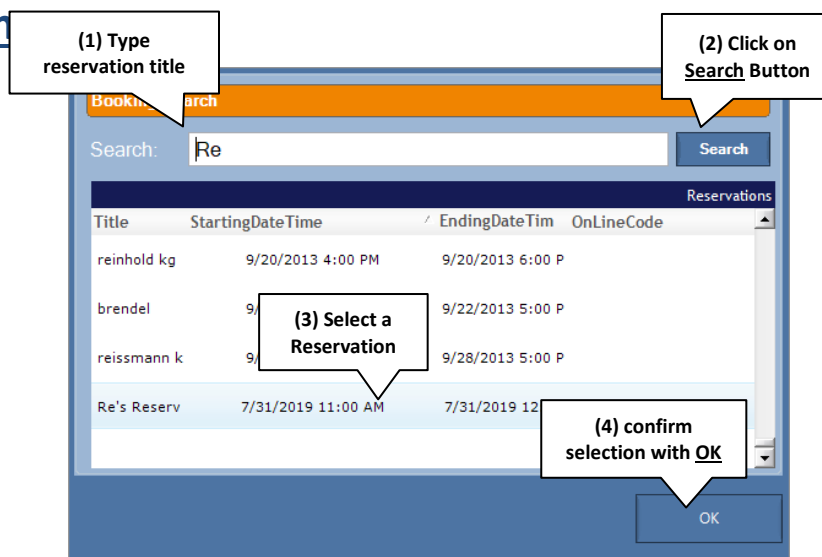 (1) Type
reservation title
(2) Click on
Search Button
Search:
Re
Search
Reservations
Title StartingDateTime EndingDateTim OnLineCode
reinhold kg 9/20/2013 4:00 PM 9/20/2013 6:00 P
brendel 9/ 9/22/2013 5:00 P
(3) Select a
Reservation
reissmann k 9/ 9/28/2013 5:00 P
Re's Reserv 7/31/2019 11:00 AM 7/31/2019 12
(4) confirm
selection with OK
OK